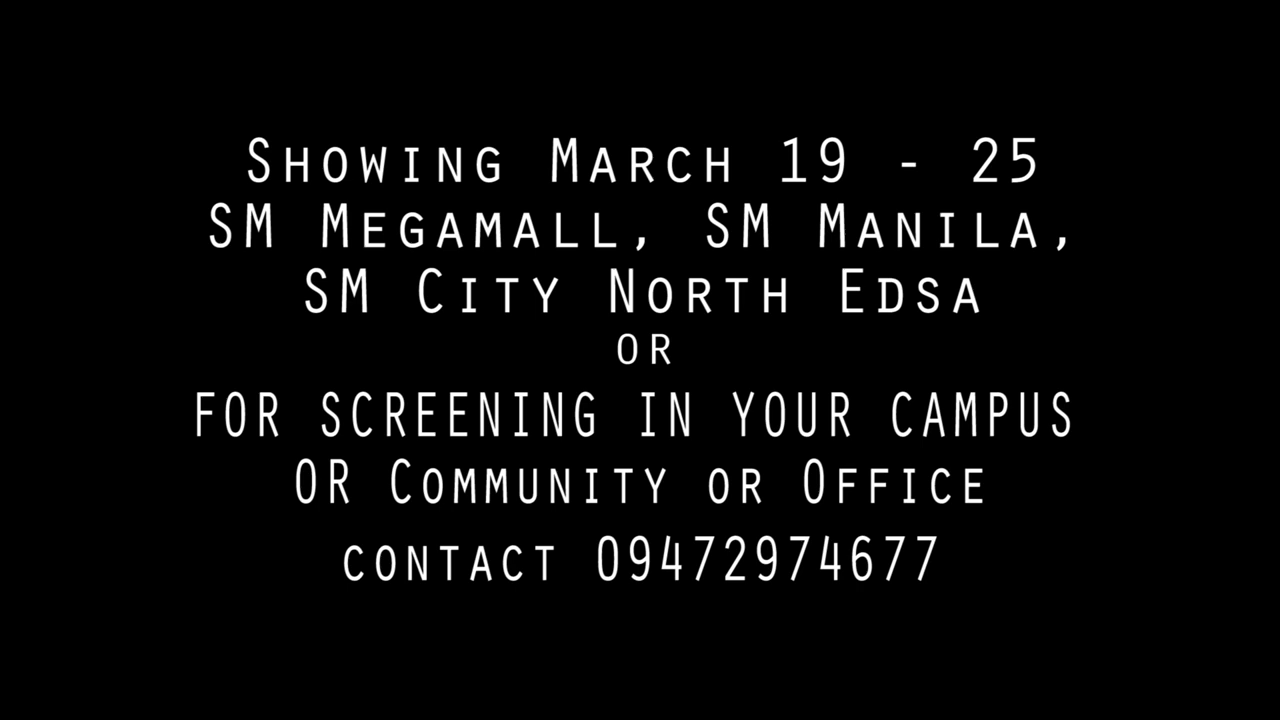 Showing March 19 - 25
SM Megamall, SM Manila,
SM City North Edsa
or
FOR SCREENING IN YOUR CAMPUS
OR Community or Office
contact 09472974677